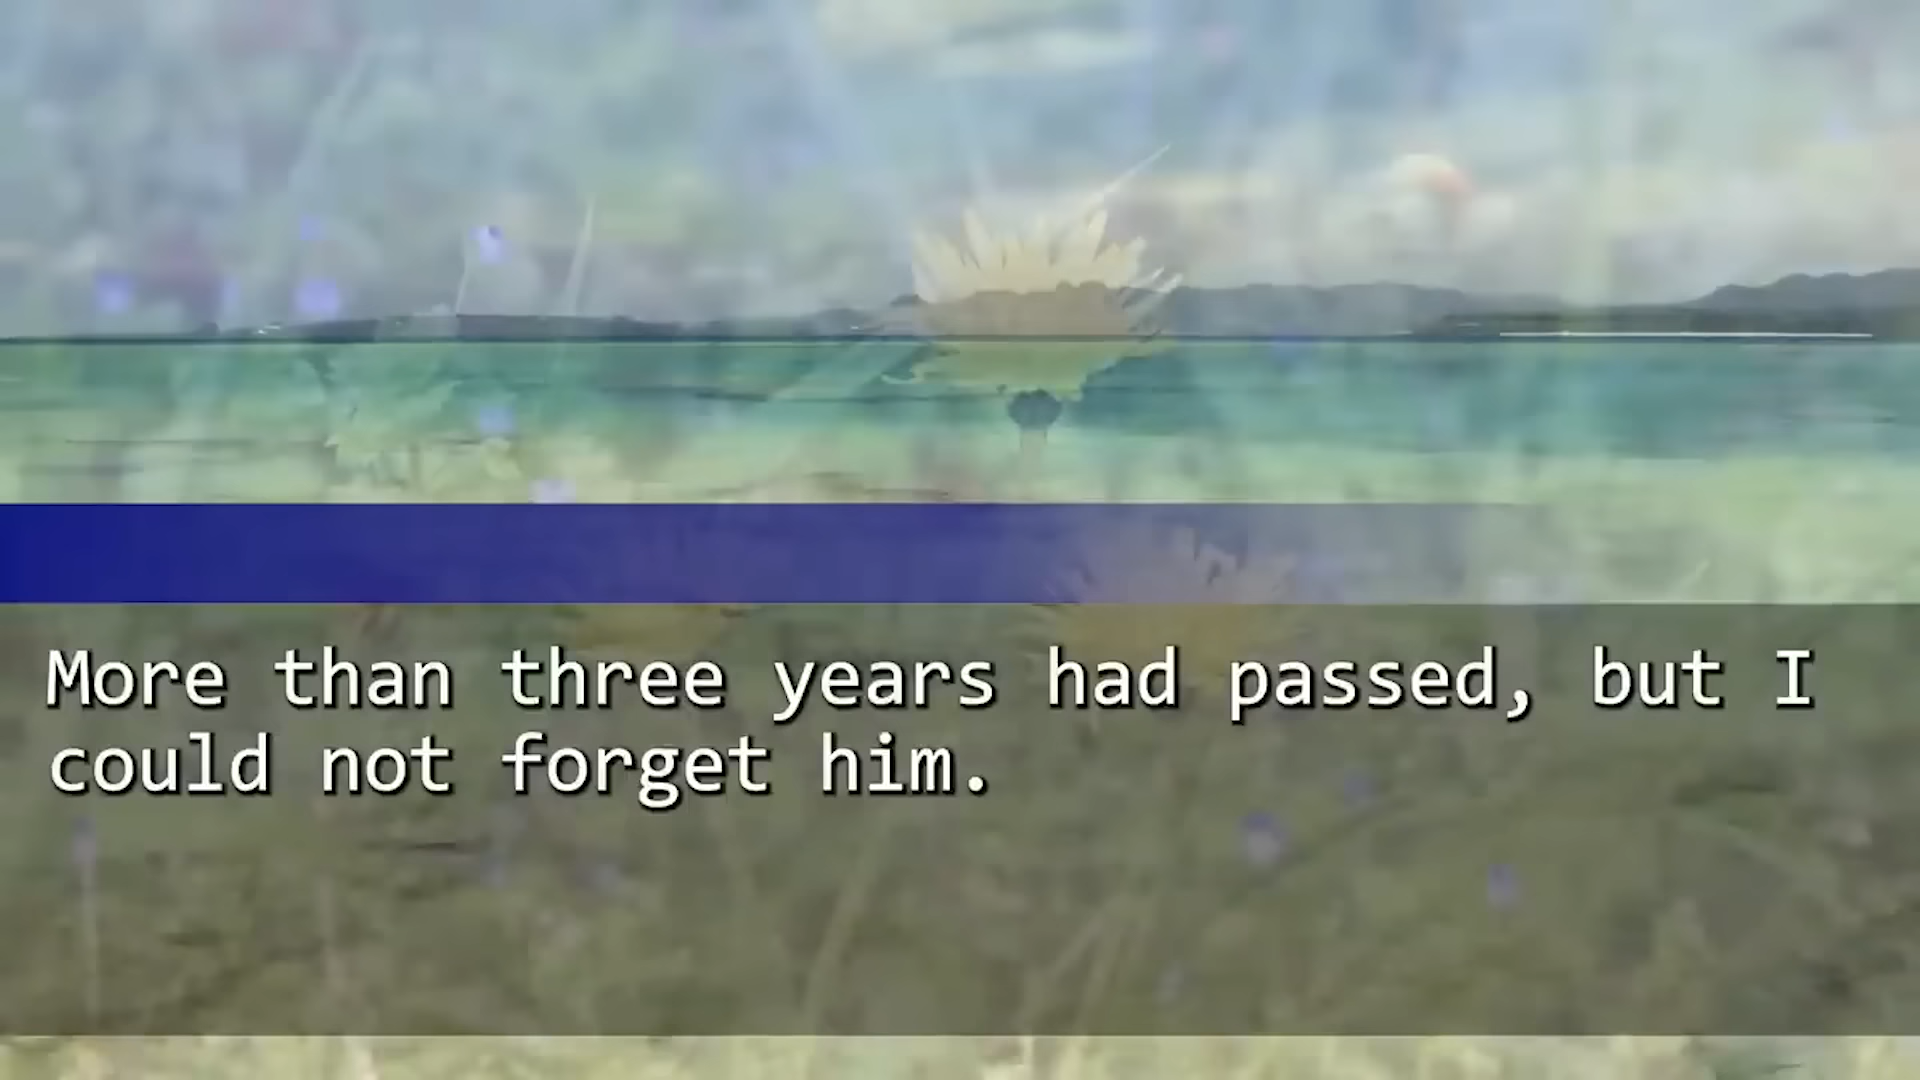 More than three years had passed, but I
could not forget him.